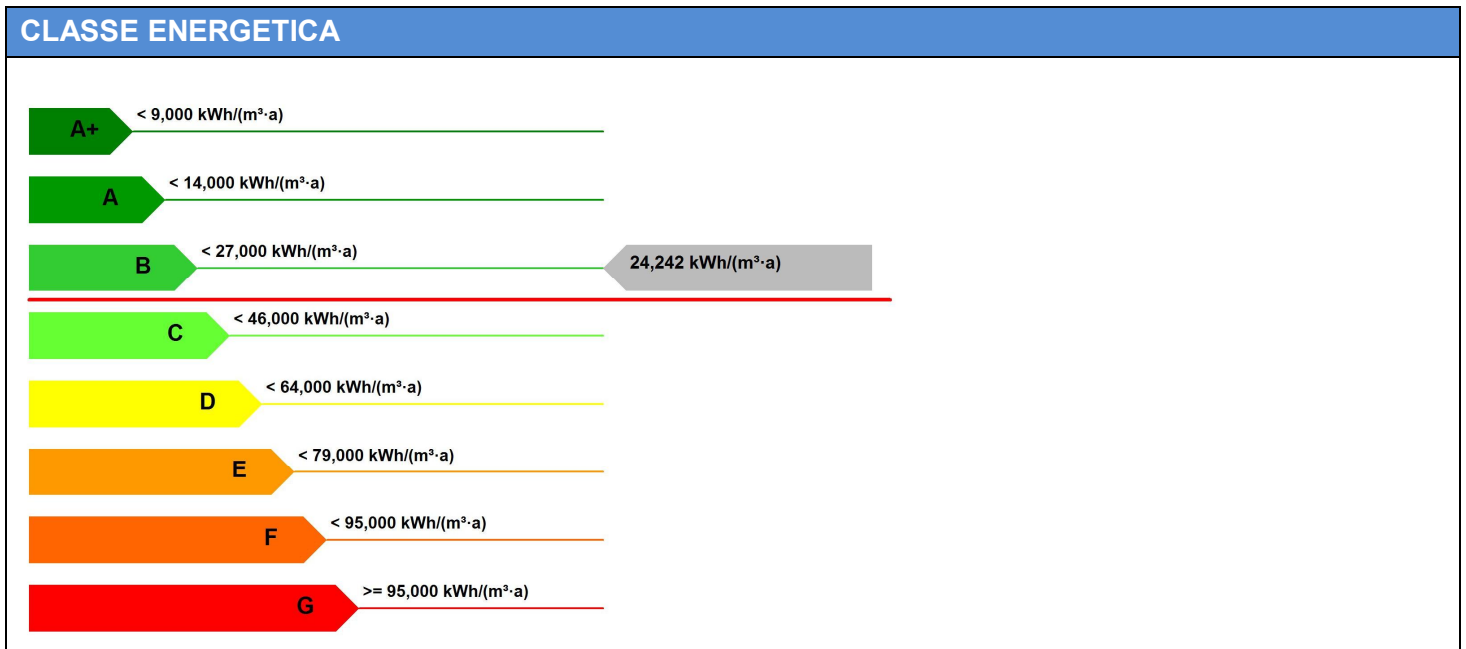 CLASSE ENERGETICA
A+ < 9,000 kWh/(m³·a)
A < 14,000 kWh/(m³·a)
B < 27,000 kWh/(m³·a) 24,242 kWh/(m³·a)
C < 46,000 kWh/(m³·a)
D < 64,000 kWh/(m³·a)
E < 79,000 kWh/(m³·a)
F < 95,000 kWh/(m³·a)
G >= 95,000 kWh/(m³·a)